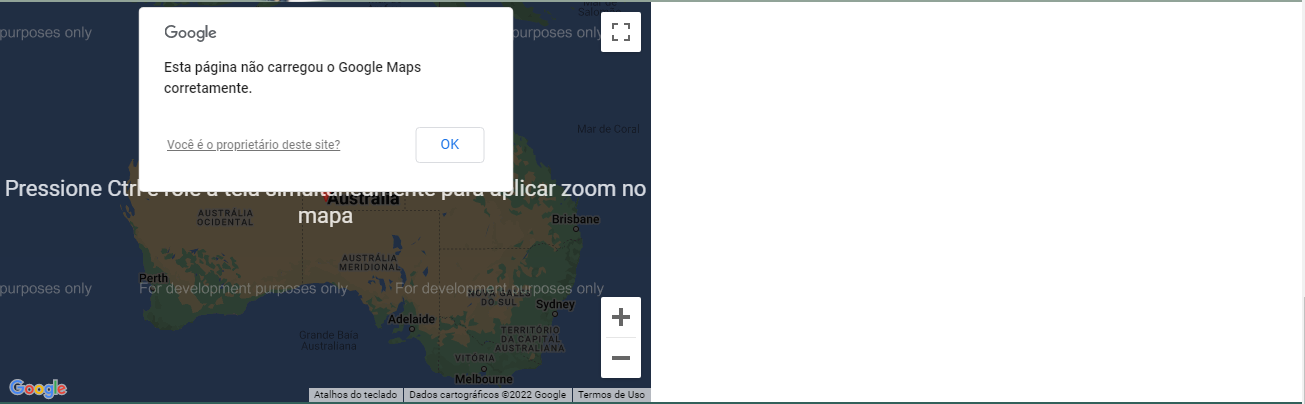 Google
purposes only
purposes only
Esta página não carregou o Google Maps
corretamente.
Mar de Coral
Você é o proprietário deste site?
OK
Pressione Ctrl e role a tela simultaneamente para aplicar zoom no
mapa
Austrália
AUSTRÁLIA
OCIDENTAL
Brisbane
AUSTRÁLIA
MERIDIONAL
Perth
purposes only
For development purposes only
For development purposes only
NOVA GALES
DO SUL
Sydney
Adelaide
Grande Baía
Australiana
TERRITÓRIO
DA CAPITAL
AUSTRALIANA
VITÓRIA
Melbourne
Google
Atalhos do teclado
Dados cartográficos ©2022 Google
Termos de Uso